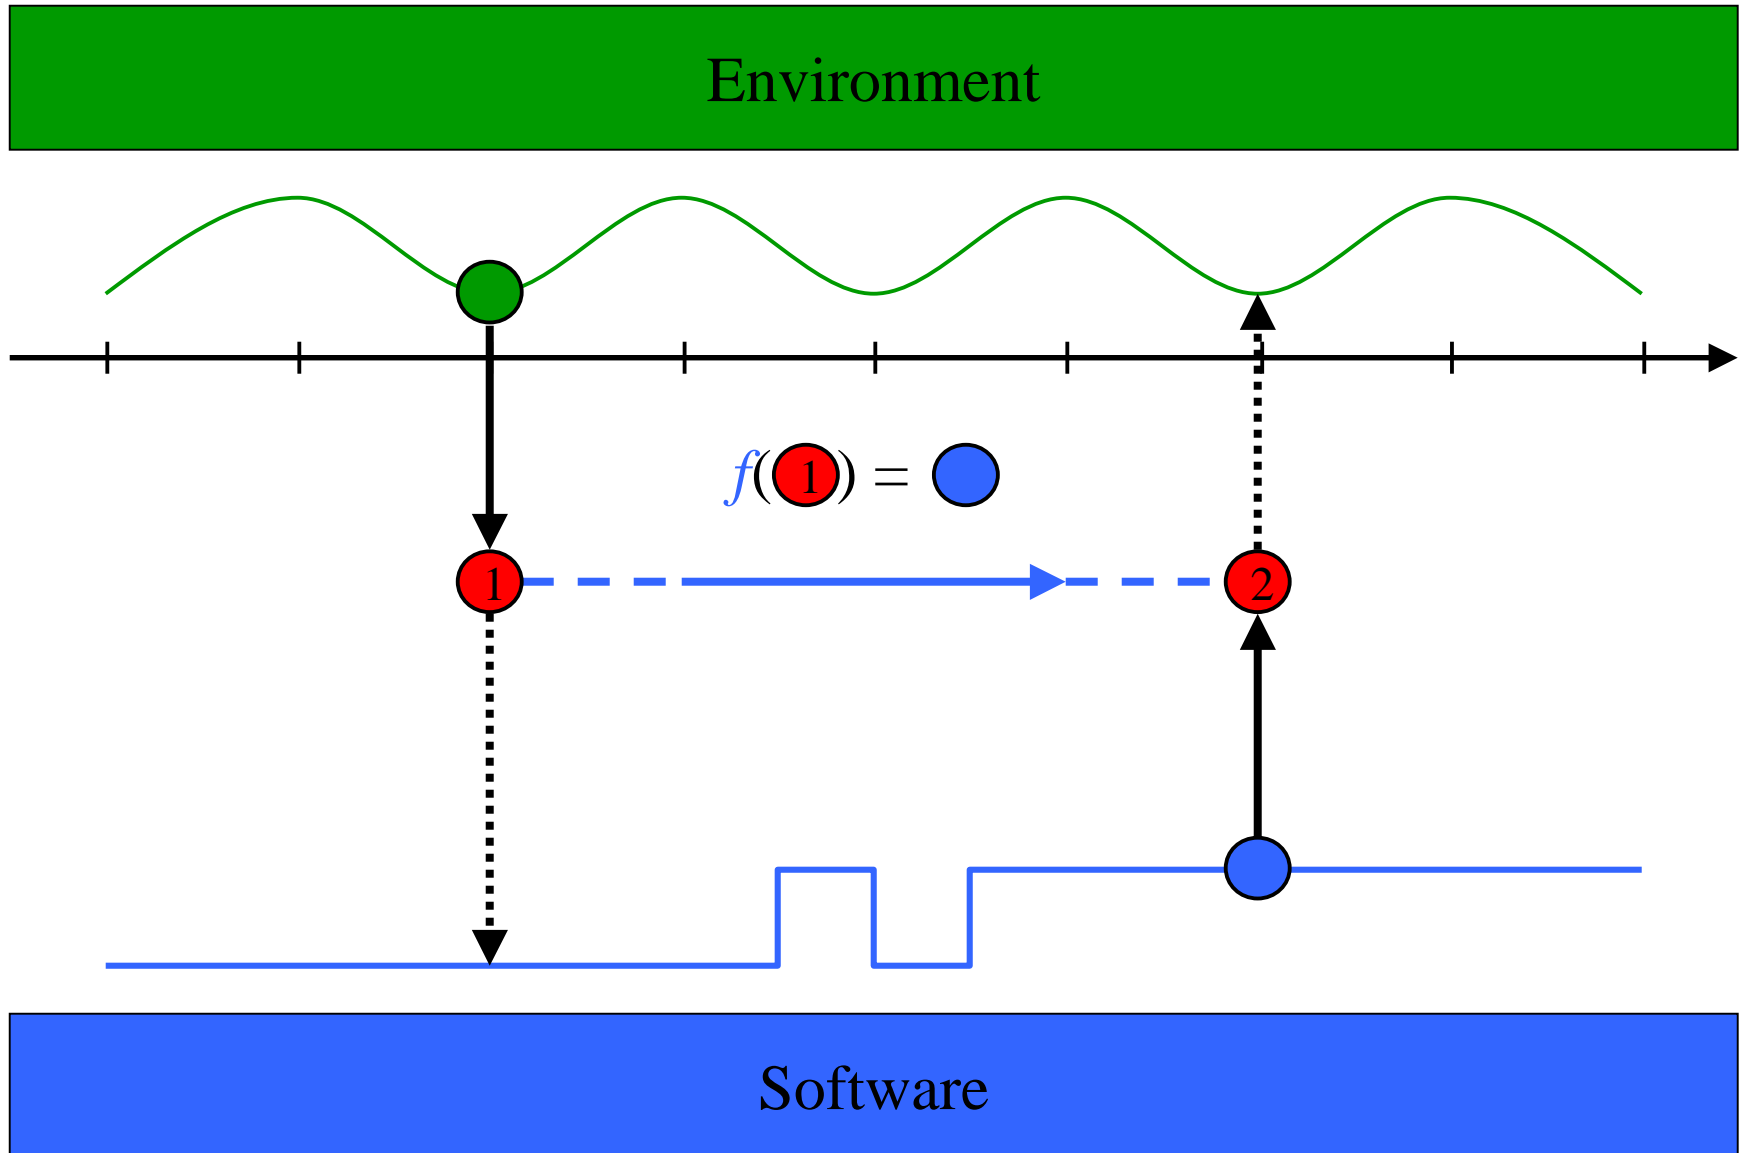 Environment
f(1) =
1
2
Software